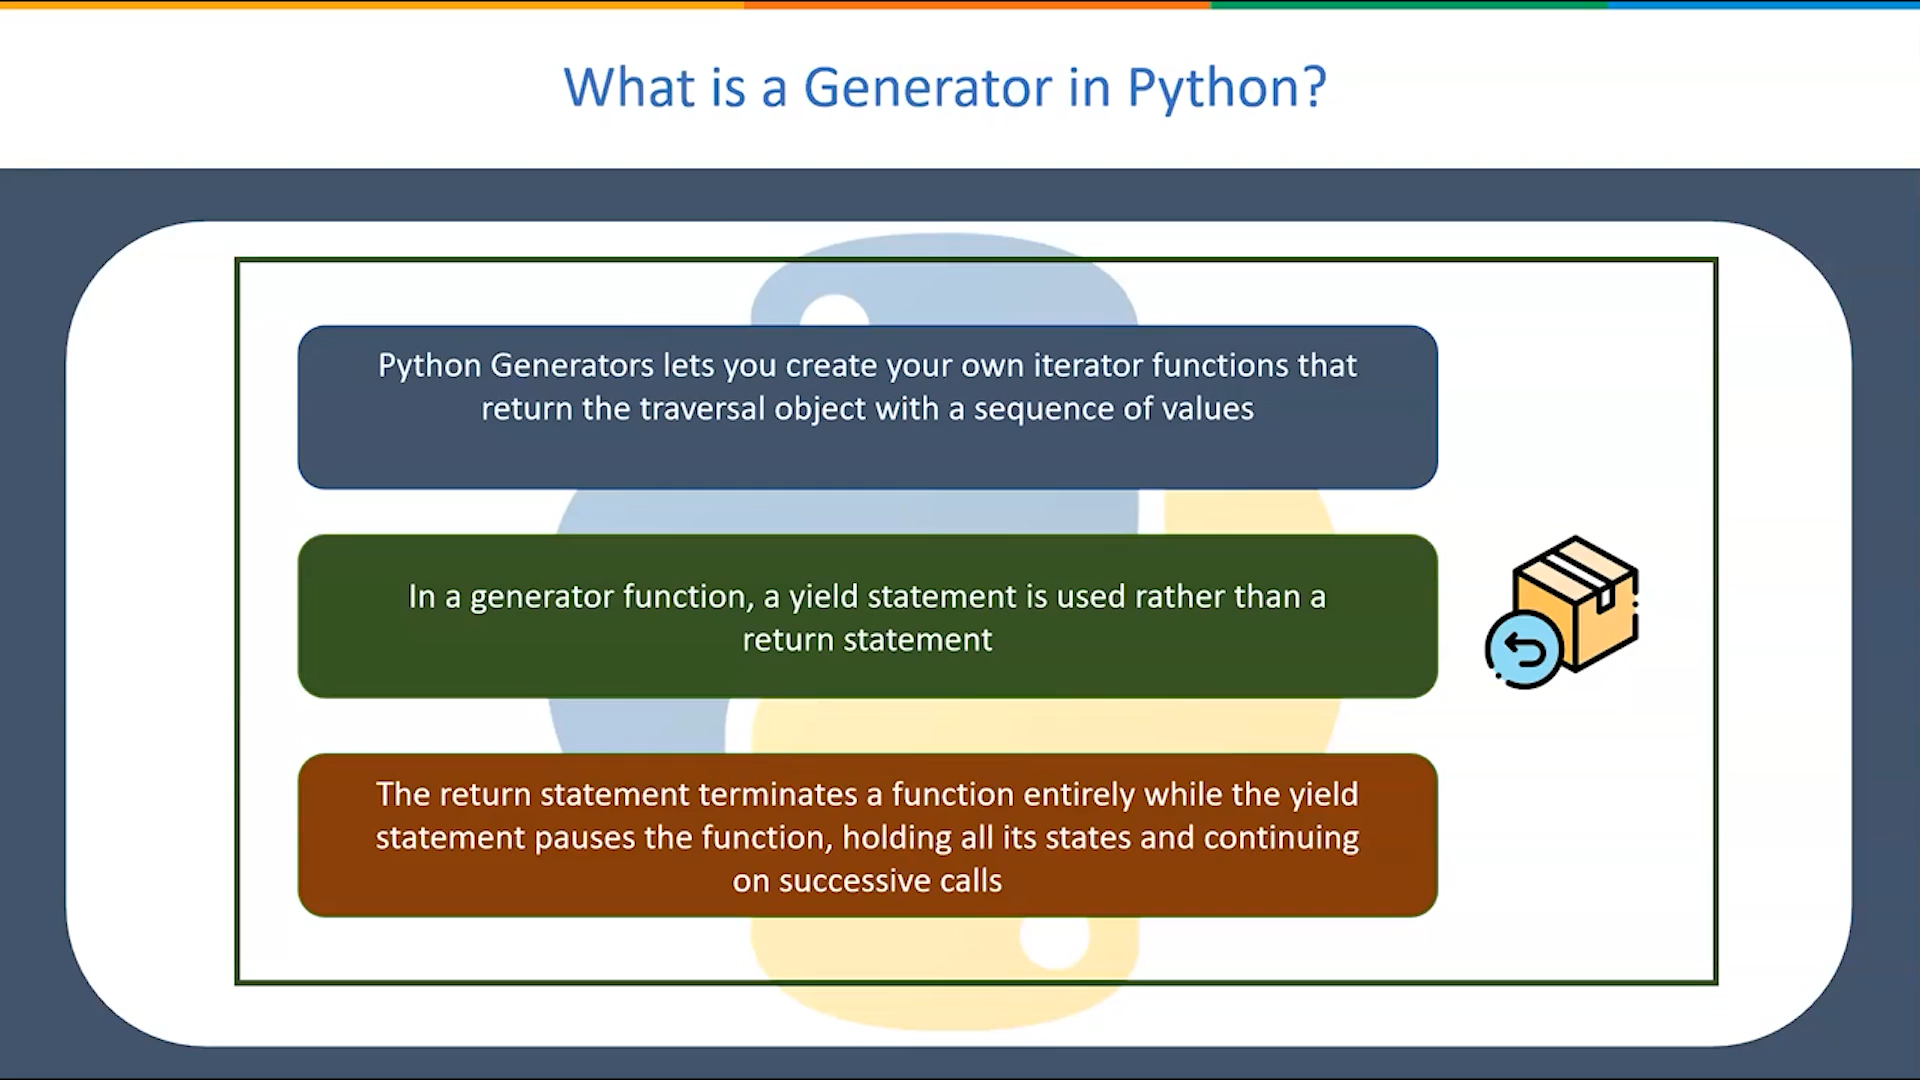 What is a Generator in Python?
Python Generators lets you create your own iterator functions that
return the traversal object with a sequence of values
In a generator function, a yield statement is used rather than a
return statement
The return statement terminates a function entirely while the yield
statement pauses the function, holding all its states and continuing
on successive calls